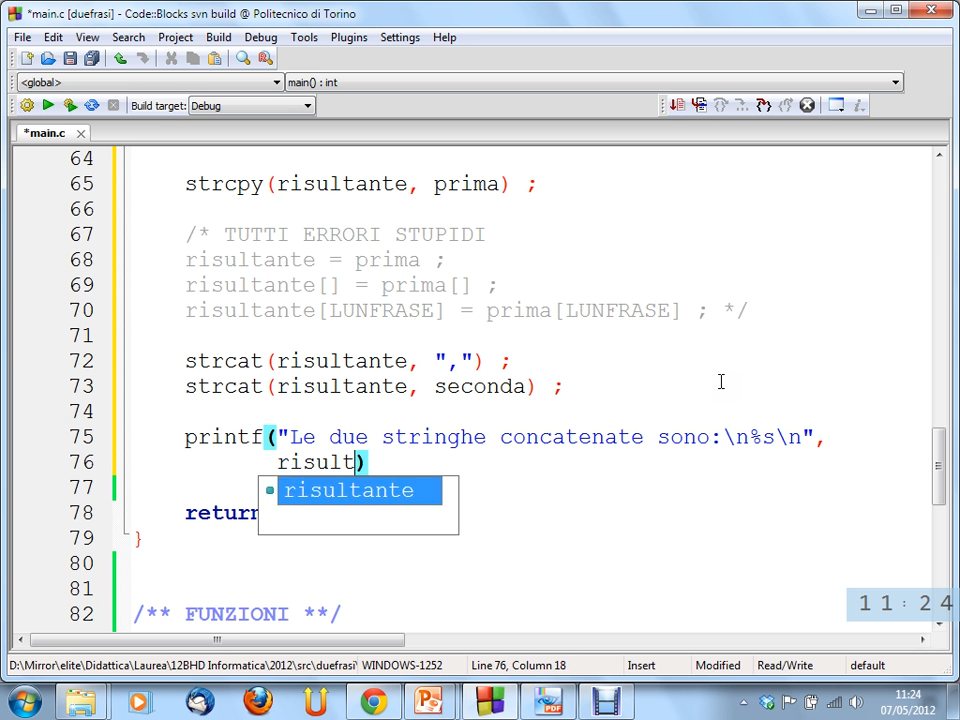 *main.c [duefrasi] - Code::Blocks svn build @ Politecnico di Torino
File Edit View Search Project Build Debug Tools Plugins Settings Help
<global> main() : int
Build target: Debug
*main.c
64
65 strcpy(risultante, prima) ;
66
67 /* TUTTI ERRORI STUPIDI
68 risultante = prima ;
69 risultante[] = prima[] ;
70 risultante[LUNFRASE] = prima[LUNFRASE] ; */
71
72 strcat(risultante, ",") ;
73 strcat(risultante, seconda) ;
74
75 printf("Le due stringhe concatenate sono:\n%s\n",
76 risult)
77 risultante
78 return
79 }
80
81
82 /** FUNZIONI **/
11:24
D:\Mirror\elite\Didattica\Laurea\12BHD Informatica\2012\src\duefrasi\ WINDOWS-1252 Line 76, Column 18 Insert Modified Read/Write default
11:24
07/05/2012